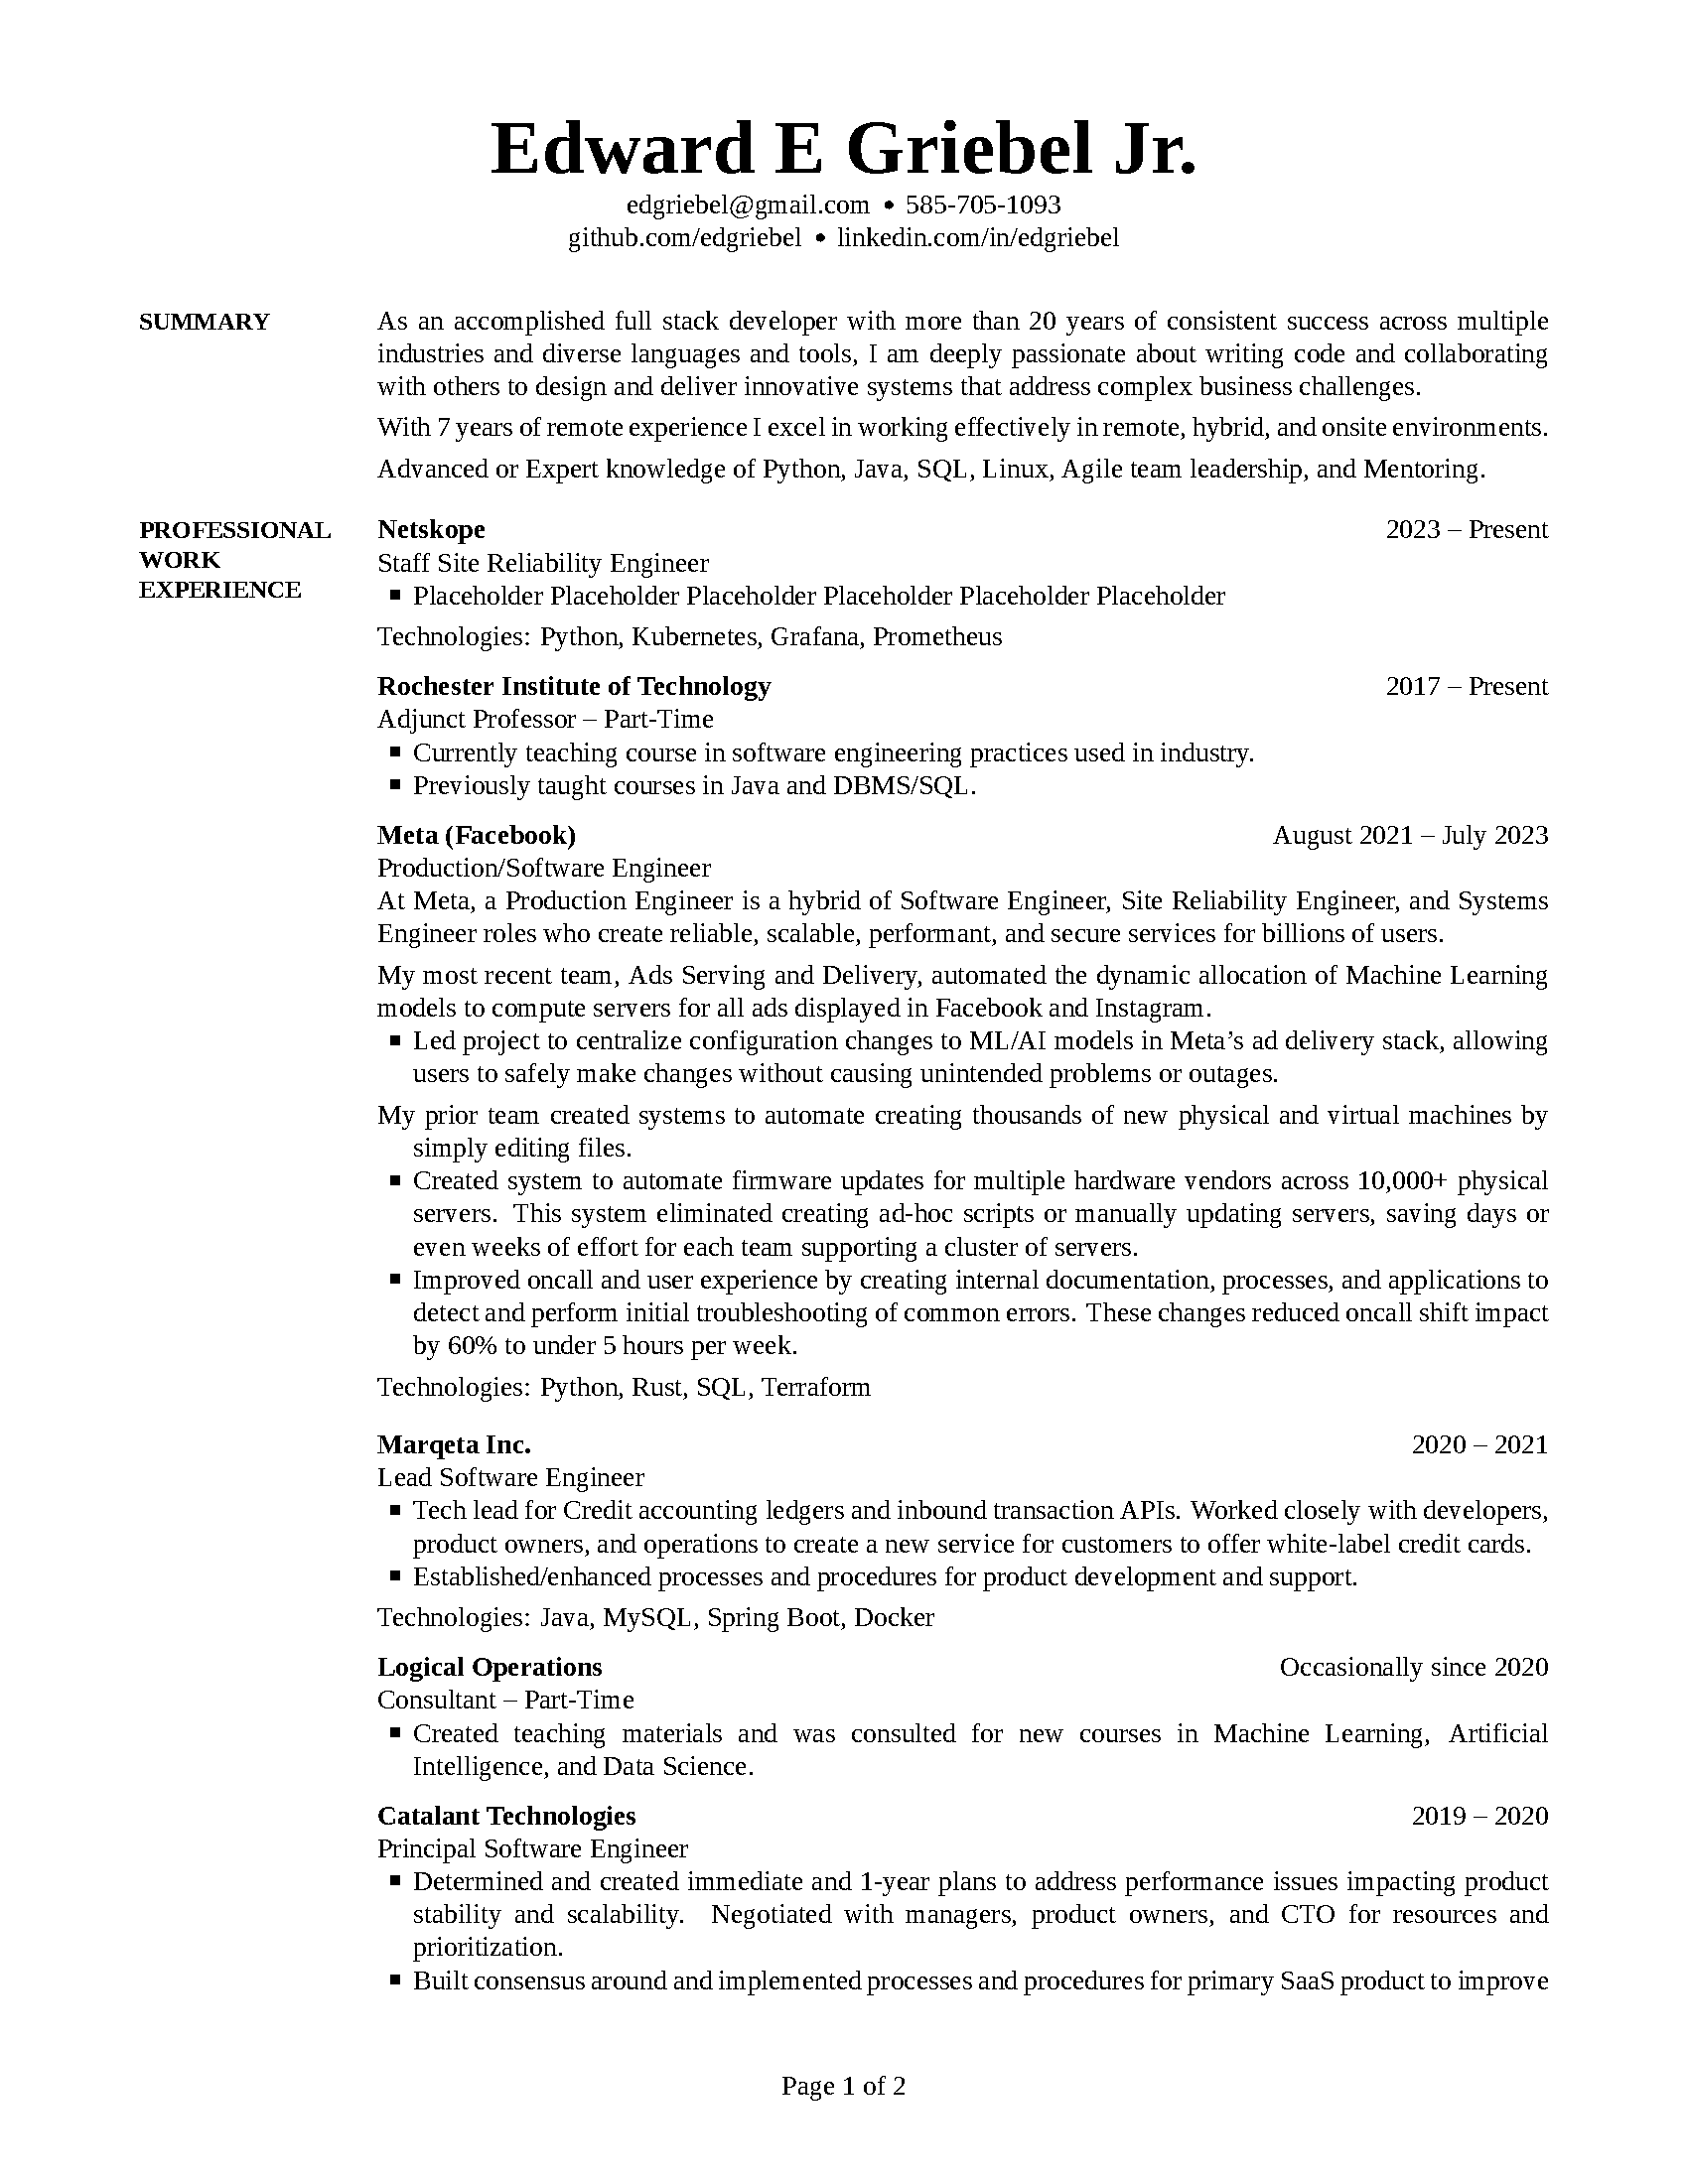 Edward E Griebel Jr.
edgriebel@gmail.com • 585-705-1093
github.com/edgriebel • linkedin.com/in/edgriebel
SUMMARY
As an accomplished full stack developer with more than 20 years of consistent success across multiple
industries and diverse languages and tools, I am deeply passionate about writing code and collaborating
with others to design and deliver innovative systems that address complex business challenges.
With 7 years of remote experience I excel in working effectively in remote, hybrid, and onsite environments.
Advanced or Expert knowledge of Python, Java, SQL, Linux, Agile team leadership, and Mentoring.
PROFESSIONAL
WORK
EXPERIENCE
Netskope 2023 – Present
Staff Site Reliability Engineer
▪ Placeholder Placeholder Placeholder Placeholder Placeholder Placeholder
Technologies: Python, Kubernetes, Grafana, Prometheus
Rochester Institute of Technology 2017 – Present
Adjunct Professor – Part-Time
▪ Currently teaching course in software engineering practices used in industry.
▪ Previously taught courses in Java and DBMS/SQL.
Meta (Facebook) August 2021 – July 2023
Production/Software Engineer
At Meta, a Production Engineer is a hybrid of Software Engineer, Site Reliability Engineer, and Systems
Engineer roles who create reliable, scalable, performant, and secure services for billions of users.
My most recent team, Ads Serving and Delivery, automated the dynamic allocation of Machine Learning
models to compute servers for all ads displayed in Facebook and Instagram.
▪ Led project to centralize configuration changes to ML/AI models in Meta’s ad delivery stack, allowing
users to safely make changes without causing unintended problems or outages.
My prior team created systems to automate creating thousands of new physical and virtual machines by
simply editing files.
▪ Created system to automate firmware updates for multiple hardware vendors across 10,000+ physical
servers. This system eliminated creating ad-hoc scripts or manually updating servers, saving days or
even weeks of effort for each team supporting a cluster of servers.
▪ Improved oncall and user experience by creating internal documentation, processes, and applications to
detect and perform initial troubleshooting of common errors. These changes reduced oncall shift impact
by 60% to under 5 hours per week.
Technologies: Python, Rust, SQL, Terraform
Marqeta Inc. 2020 – 2021
Lead Software Engineer
▪ Tech lead for Credit accounting ledgers and inbound transaction APIs. Worked closely with developers,
product owners, and operations to create a new service for customers to offer white-label credit cards.
▪ Established/enhanced processes and procedures for product development and support.
Technologies: Java, MySQL, Spring Boot, Docker
Logical Operations Occasionally since 2020
Consultant – Part-Time
▪ Created teaching materials and was consulted for new courses in Machine Learning, Artificial
Intelligence, and Data Science.
Catalant Technologies 2019 – 2020
Principal Software Engineer
▪ Determined and created immediate and 1-year plans to address performance issues impacting product
stability and scalability. Negotiated with managers, product owners, and CTO for resources and
prioritization.
▪ Built consensus around and implemented processes and procedures for primary SaaS product to improve
Page 1 of 2